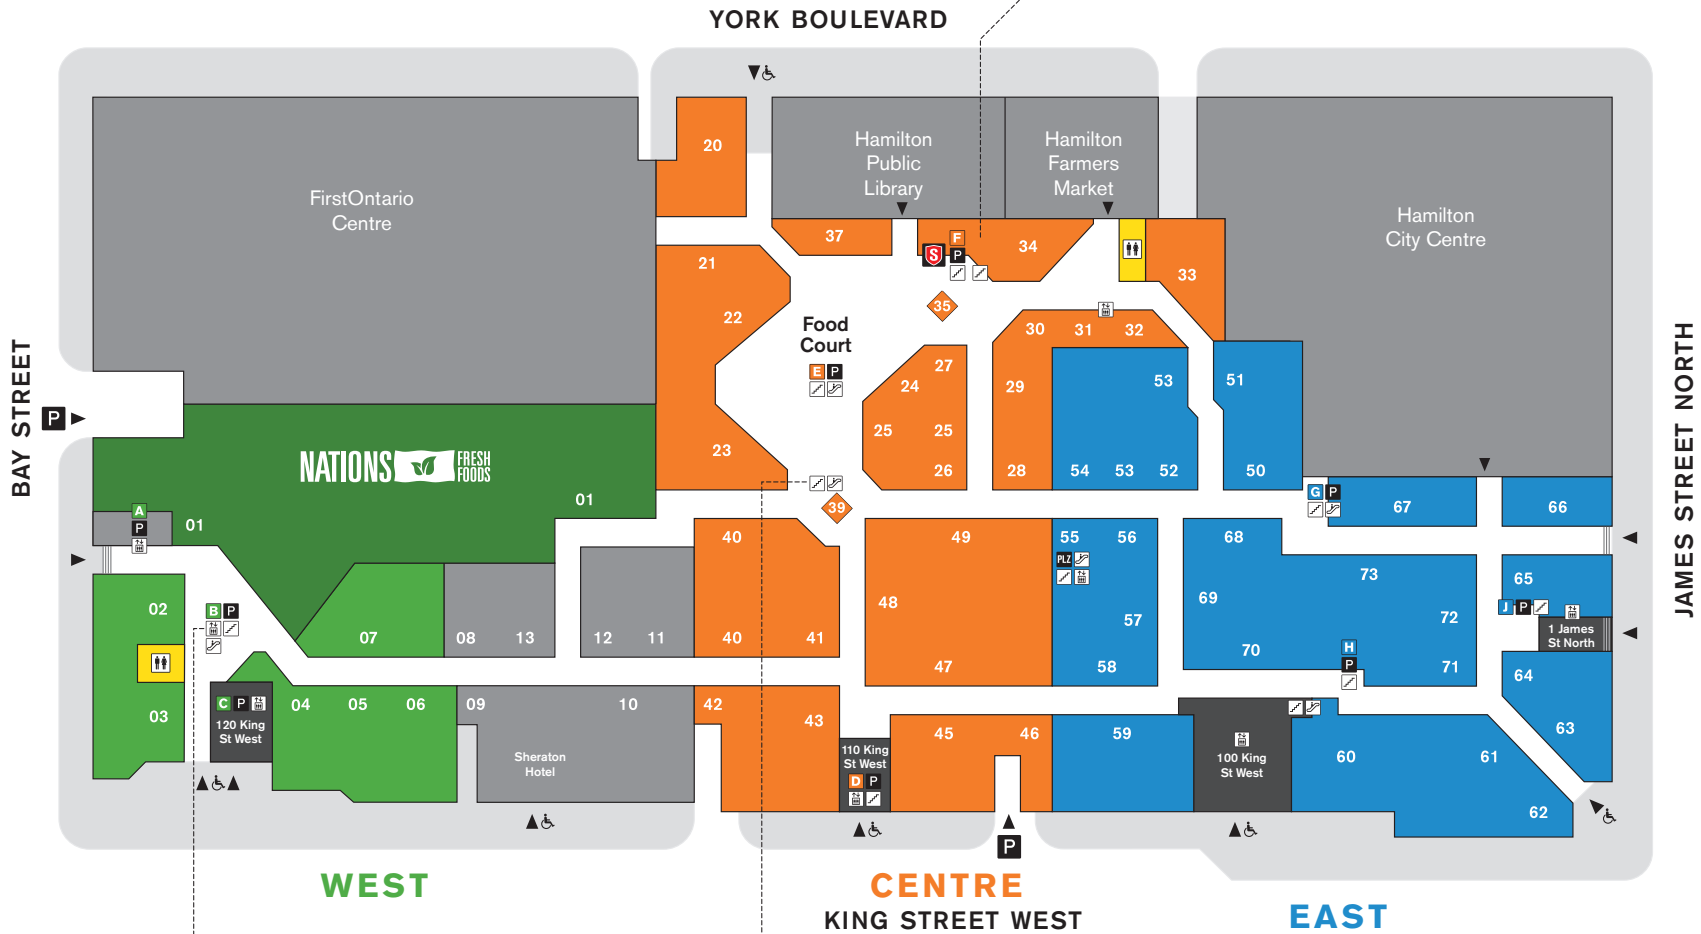 YORK BOULEVARD
20
Hamilton
Public
Library
Hamilton
Farmers
Market
FirstOntario
Centre
Hamilton
City Centre
37
F
P
S
34
33
21
22
35
Food
Court
E P
30
31
32
27
24
29
53
51
25
25
23
26
28
54
53
52
50
BAY STREET
P
JAMES STREET NORTH
NATIONS
FRESH
FOODS
01
01
A
P
39
G P
67
66
40
49
55
56
PLZ
68
73
65
J P
02
B P
48
57
69
72
1 James
St North
07
08
13
12
11
40
41
47
58
70
H
P
71
64
03
C P
120 King
St West
04
05
06
09
10
42
43
45
46
59
60
61
63
62
Sheraton
Hotel
110 King
St West
D P
100 King
St West
P
WEST
CENTRE
KING STREET WEST
EAST